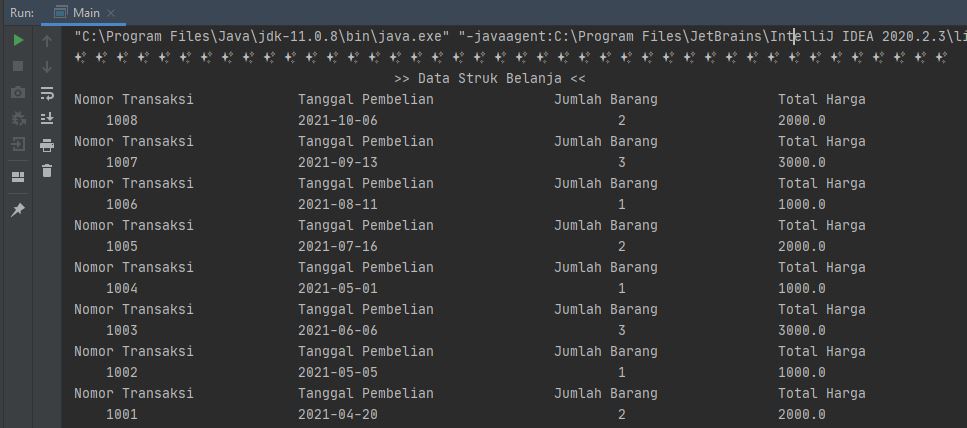 Run: Main
"C:\Program Files\Java\jdk-11.0.8\bin\java.exe" "-javaagent:C:\Program Files\JetBrains\IntelliJ IDEA 2020.2.3\li
>> Data Struk Belanja <<
Nomor Transaksi Tanggal Pembelian Jumlah Barang Total Harga
1008 2021-10-06 2 2000.0
Nomor Transaksi Tanggal Pembelian Jumlah Barang Total Harga
1007 2021-09-13 3 3000.0
Nomor Transaksi Tanggal Pembelian Jumlah Barang Total Harga
1006 2021-08-11 1 1000.0
Nomor Transaksi Tanggal Pembelian Jumlah Barang Total Harga
1005 2021-07-16 2 2000.0
Nomor Transaksi Tanggal Pembelian Jumlah Barang Total Harga
1004 2021-05-01 1 1000.0
Nomor Transaksi Tanggal Pembelian Jumlah Barang Total Harga
1003 2021-06-06 3 3000.0
Nomor Transaksi Tanggal Pembelian Jumlah Barang Total Harga
1002 2021-05-05 1 1000.0
Nomor Transaksi Tanggal Pembelian Jumlah Barang Total Harga
1001 2021-04-20 2 2000.0